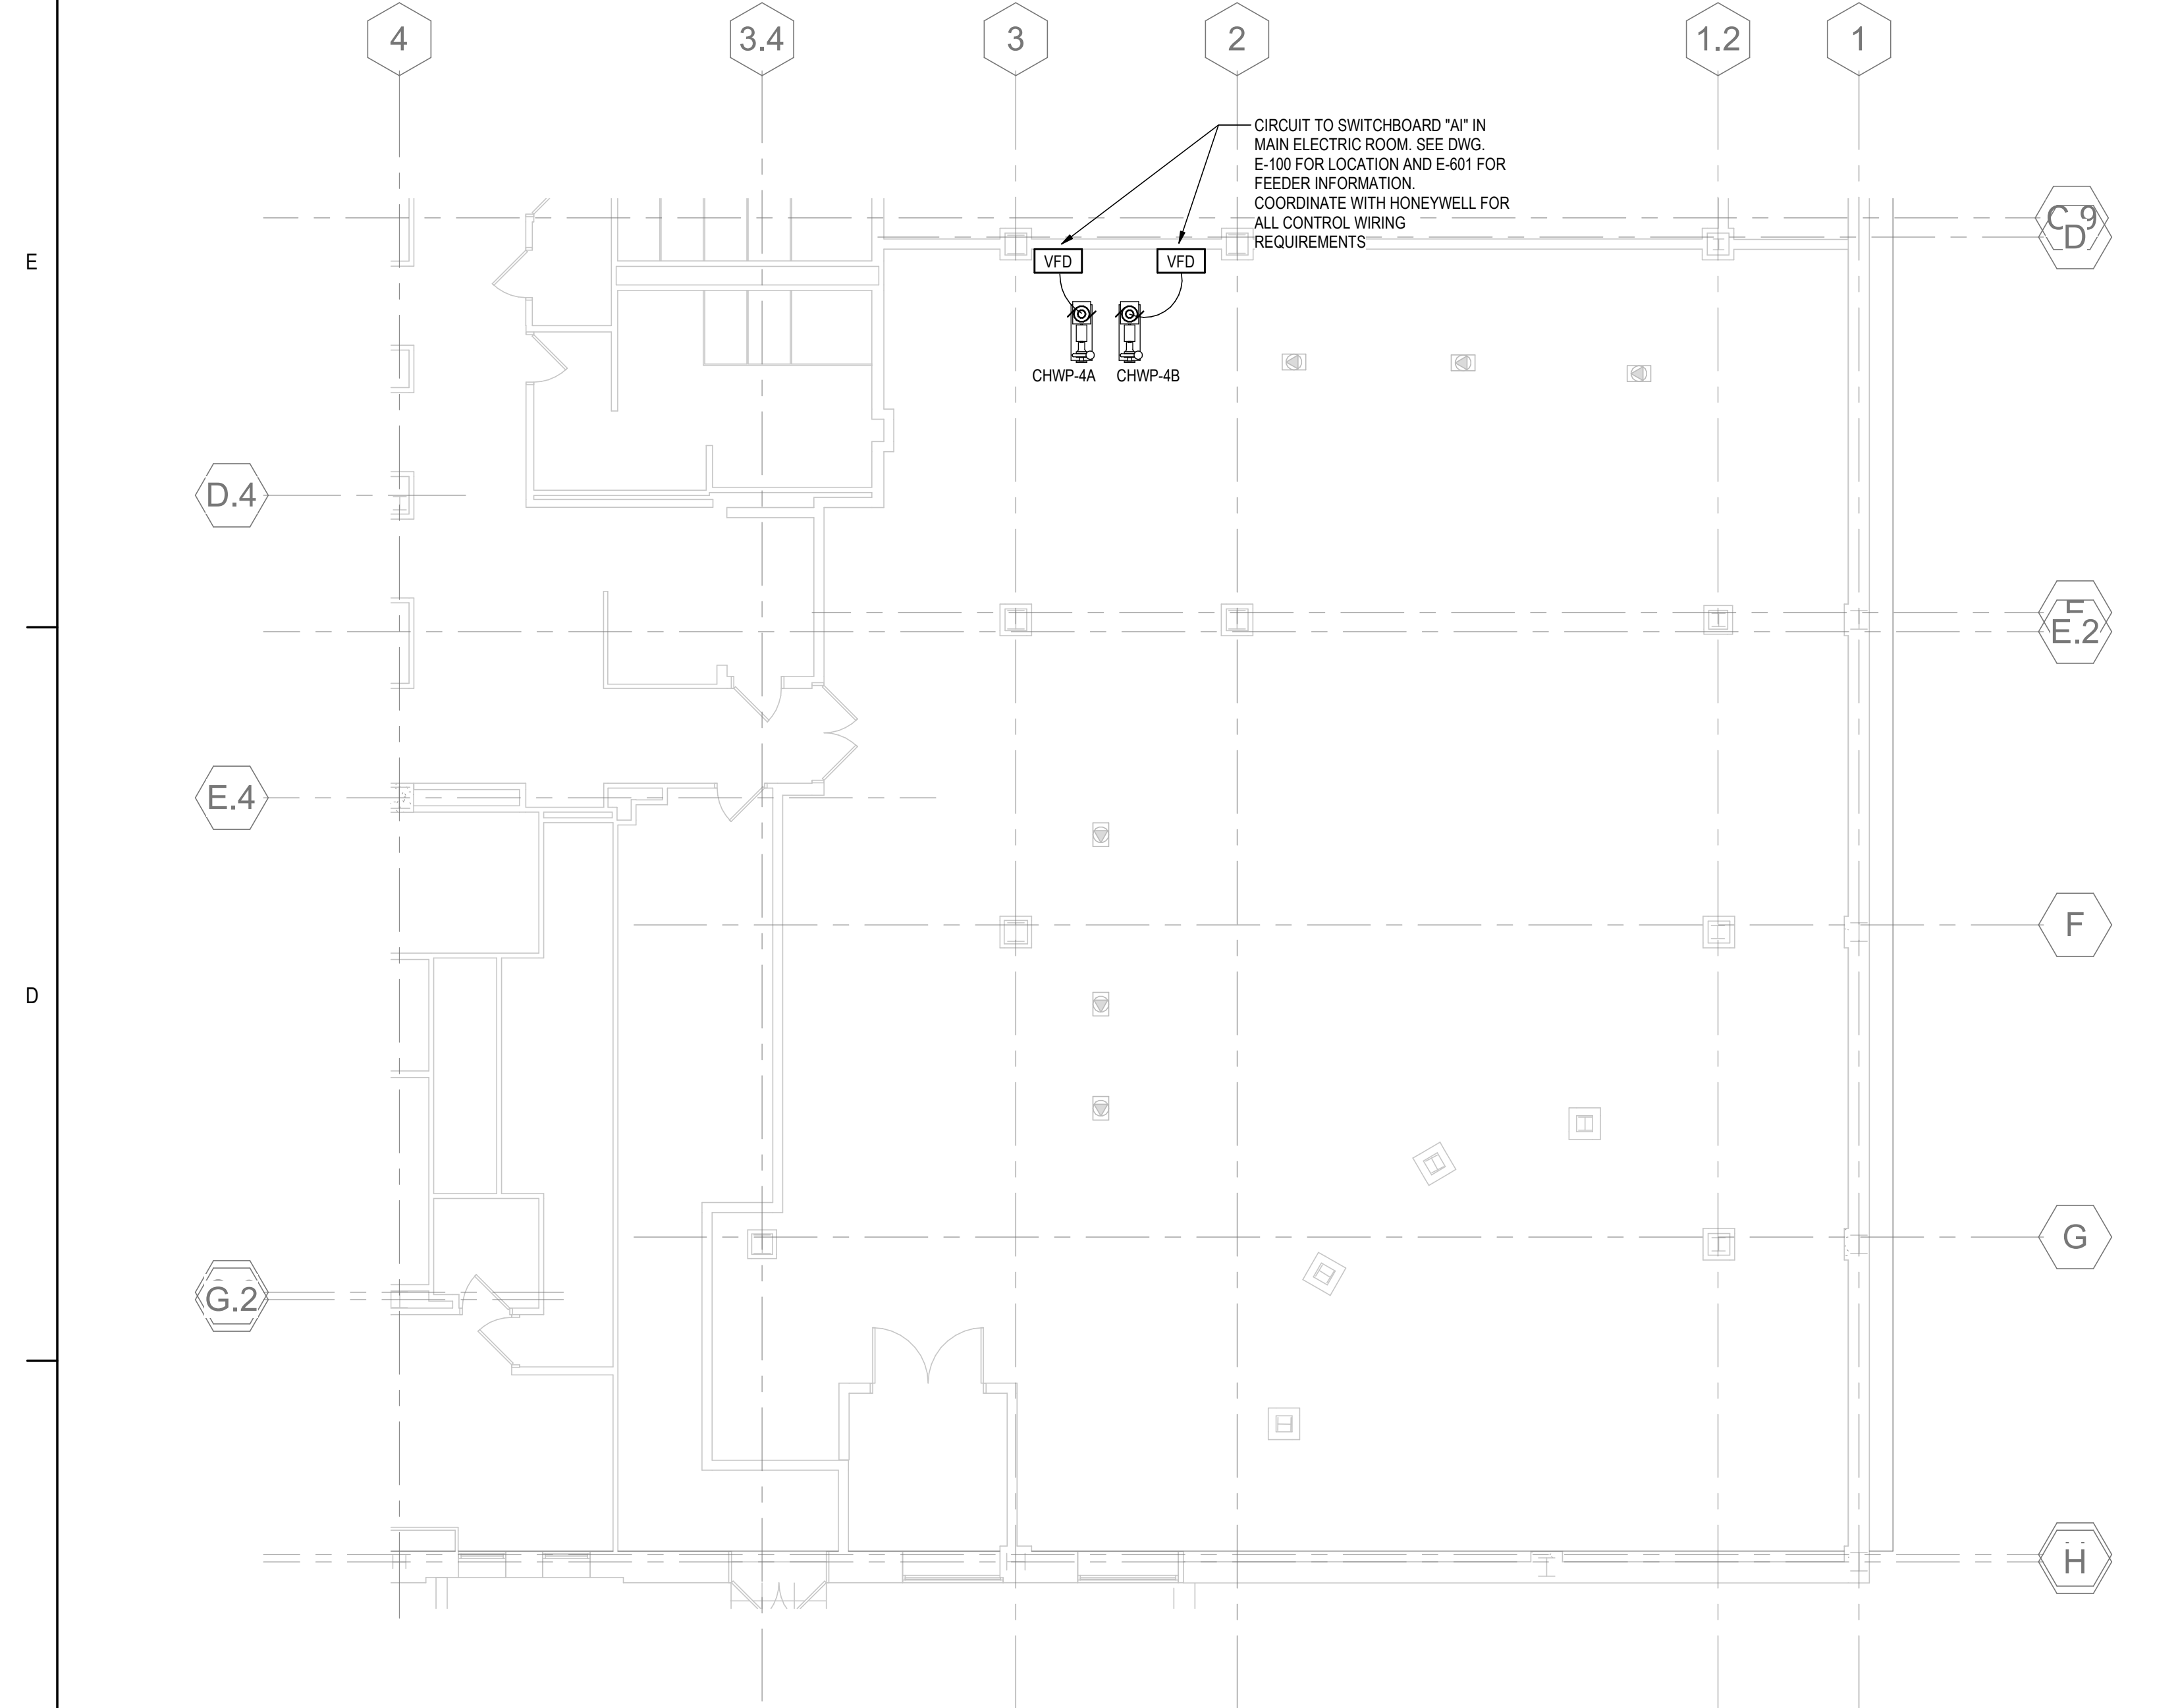 4
3.4
3
2
1.2
1
CIRCUIT TO SWITCHBOARD "AI" IN
MAIN ELECTRIC ROOM. SEE DWG.
E-100 FOR LOCATION AND E-601 FOR
FEEDER INFORMATION.
COORDINATE WITH HONEYWELL FOR
ALL CONTROL WIRING
REQUIREMENTS
C.9
D
E
VFD
VFD
CHWP-4A
CHWP-4B
D.4
E
E.2
E.4
F
D
G
G.2
H